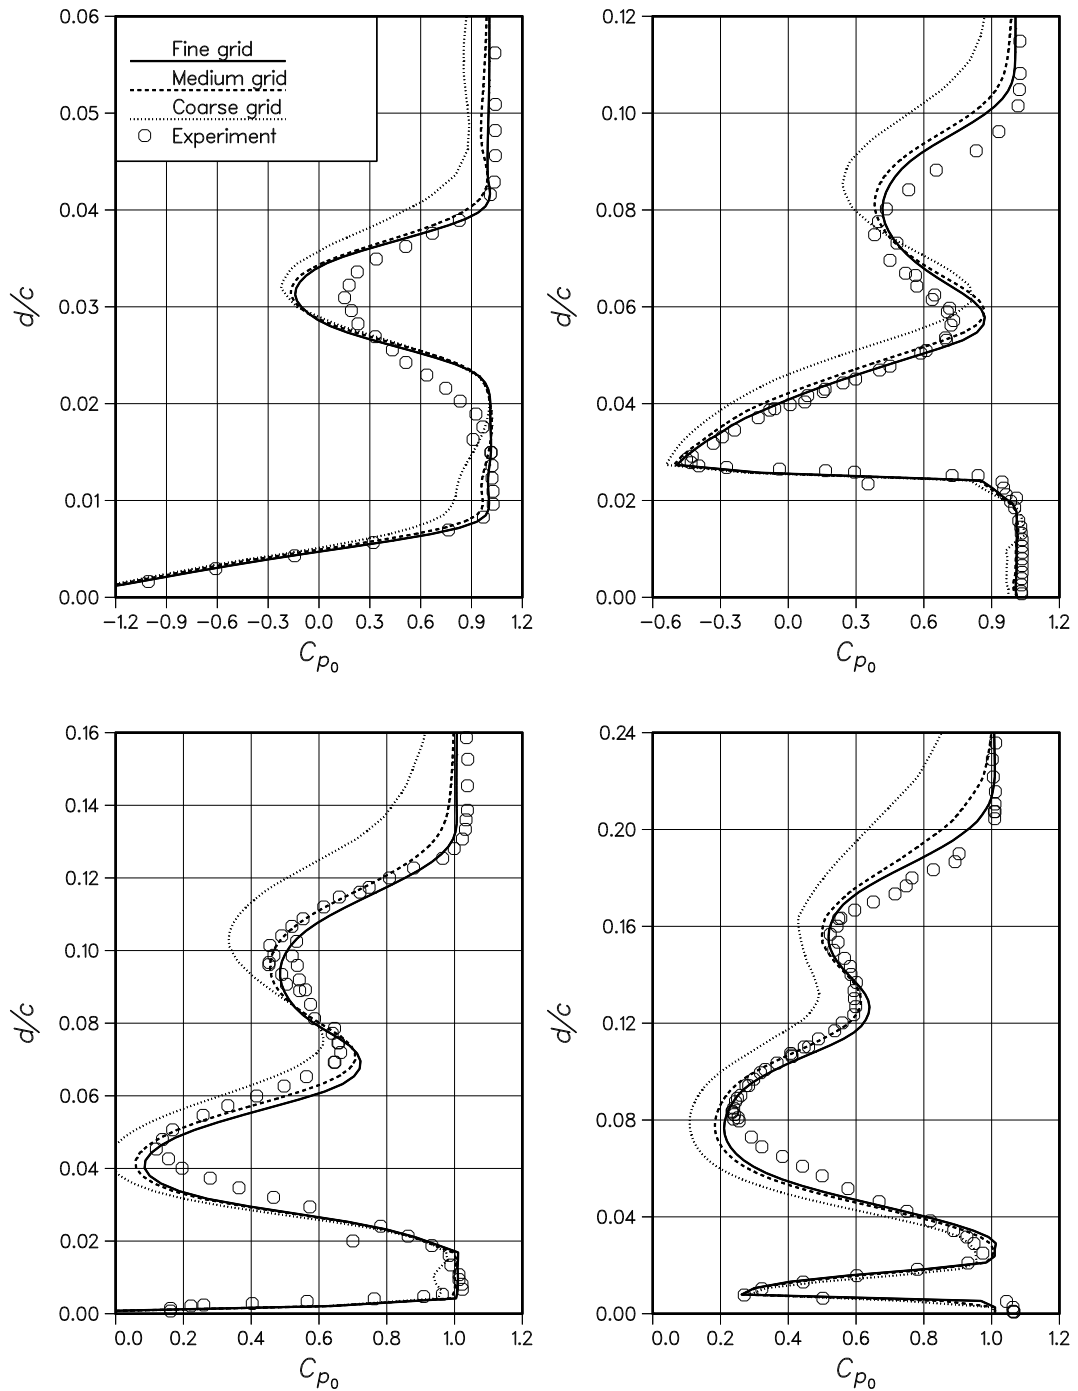 0.06
0.05
0.04
0.03
0.02
0.01
0.00
d/c
Fine grid
Medium grid
Coarse grid
Experiment
−1.2 −0.9 −0.6 −0.3 0.0 0.3 0.6 0.9 1.2
Cp0
0.12
0.10
0.08
0.06
0.04
0.02
0.00
d/c
−0.6 −0.3 0.0 0.3 0.6 0.9 1.2
Cp0
0.16
0.14
0.12
0.10
0.08
0.06
0.04
0.02
0.00
d/c
0.0 0.2 0.4 0.6 0.8 1.0 1.2
Cp0
0.24
0.20
0.16
0.12
0.08
0.04
0.00
d/c
0.0 0.2 0.4 0.6 0.8 1.0 1.2
Cp0